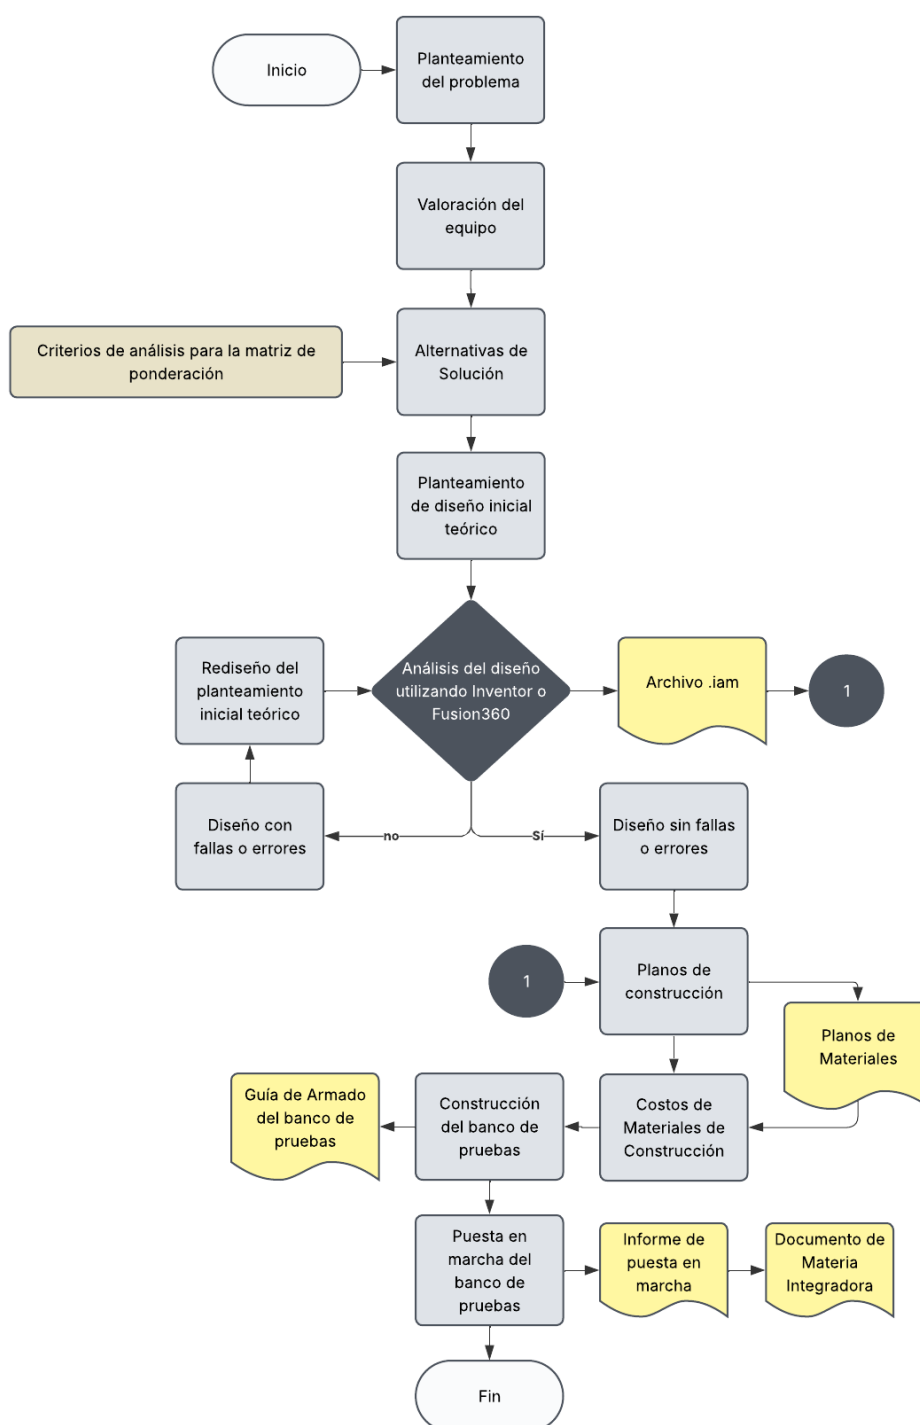 Inicio
Planteamiento
del problema
Valoración del
equipo
Criterios de análisis para la matriz de
ponderación
Alternativas de
Solución
Planteamiento
de diseño inicial
teórico
Rediseño del
planteamiento
inicial teórico
Análisis del diseño
utilizando Inventor o
Fusion360
Archivo .iam
1
Diseño con
fallas o errores
no
Sí
Diseño sin fallas
o errores
1
Planos de
construcción
Planos de
Materiales
Guía de Armado
del banco de
pruebas
Construcción
del banco de
pruebas
Costos de
Materiales de
Construcción
Puesta en
marcha del
banco de
pruebas
Informe de
puesta en
marcha
Documento de
Materia
Integradora
Fin